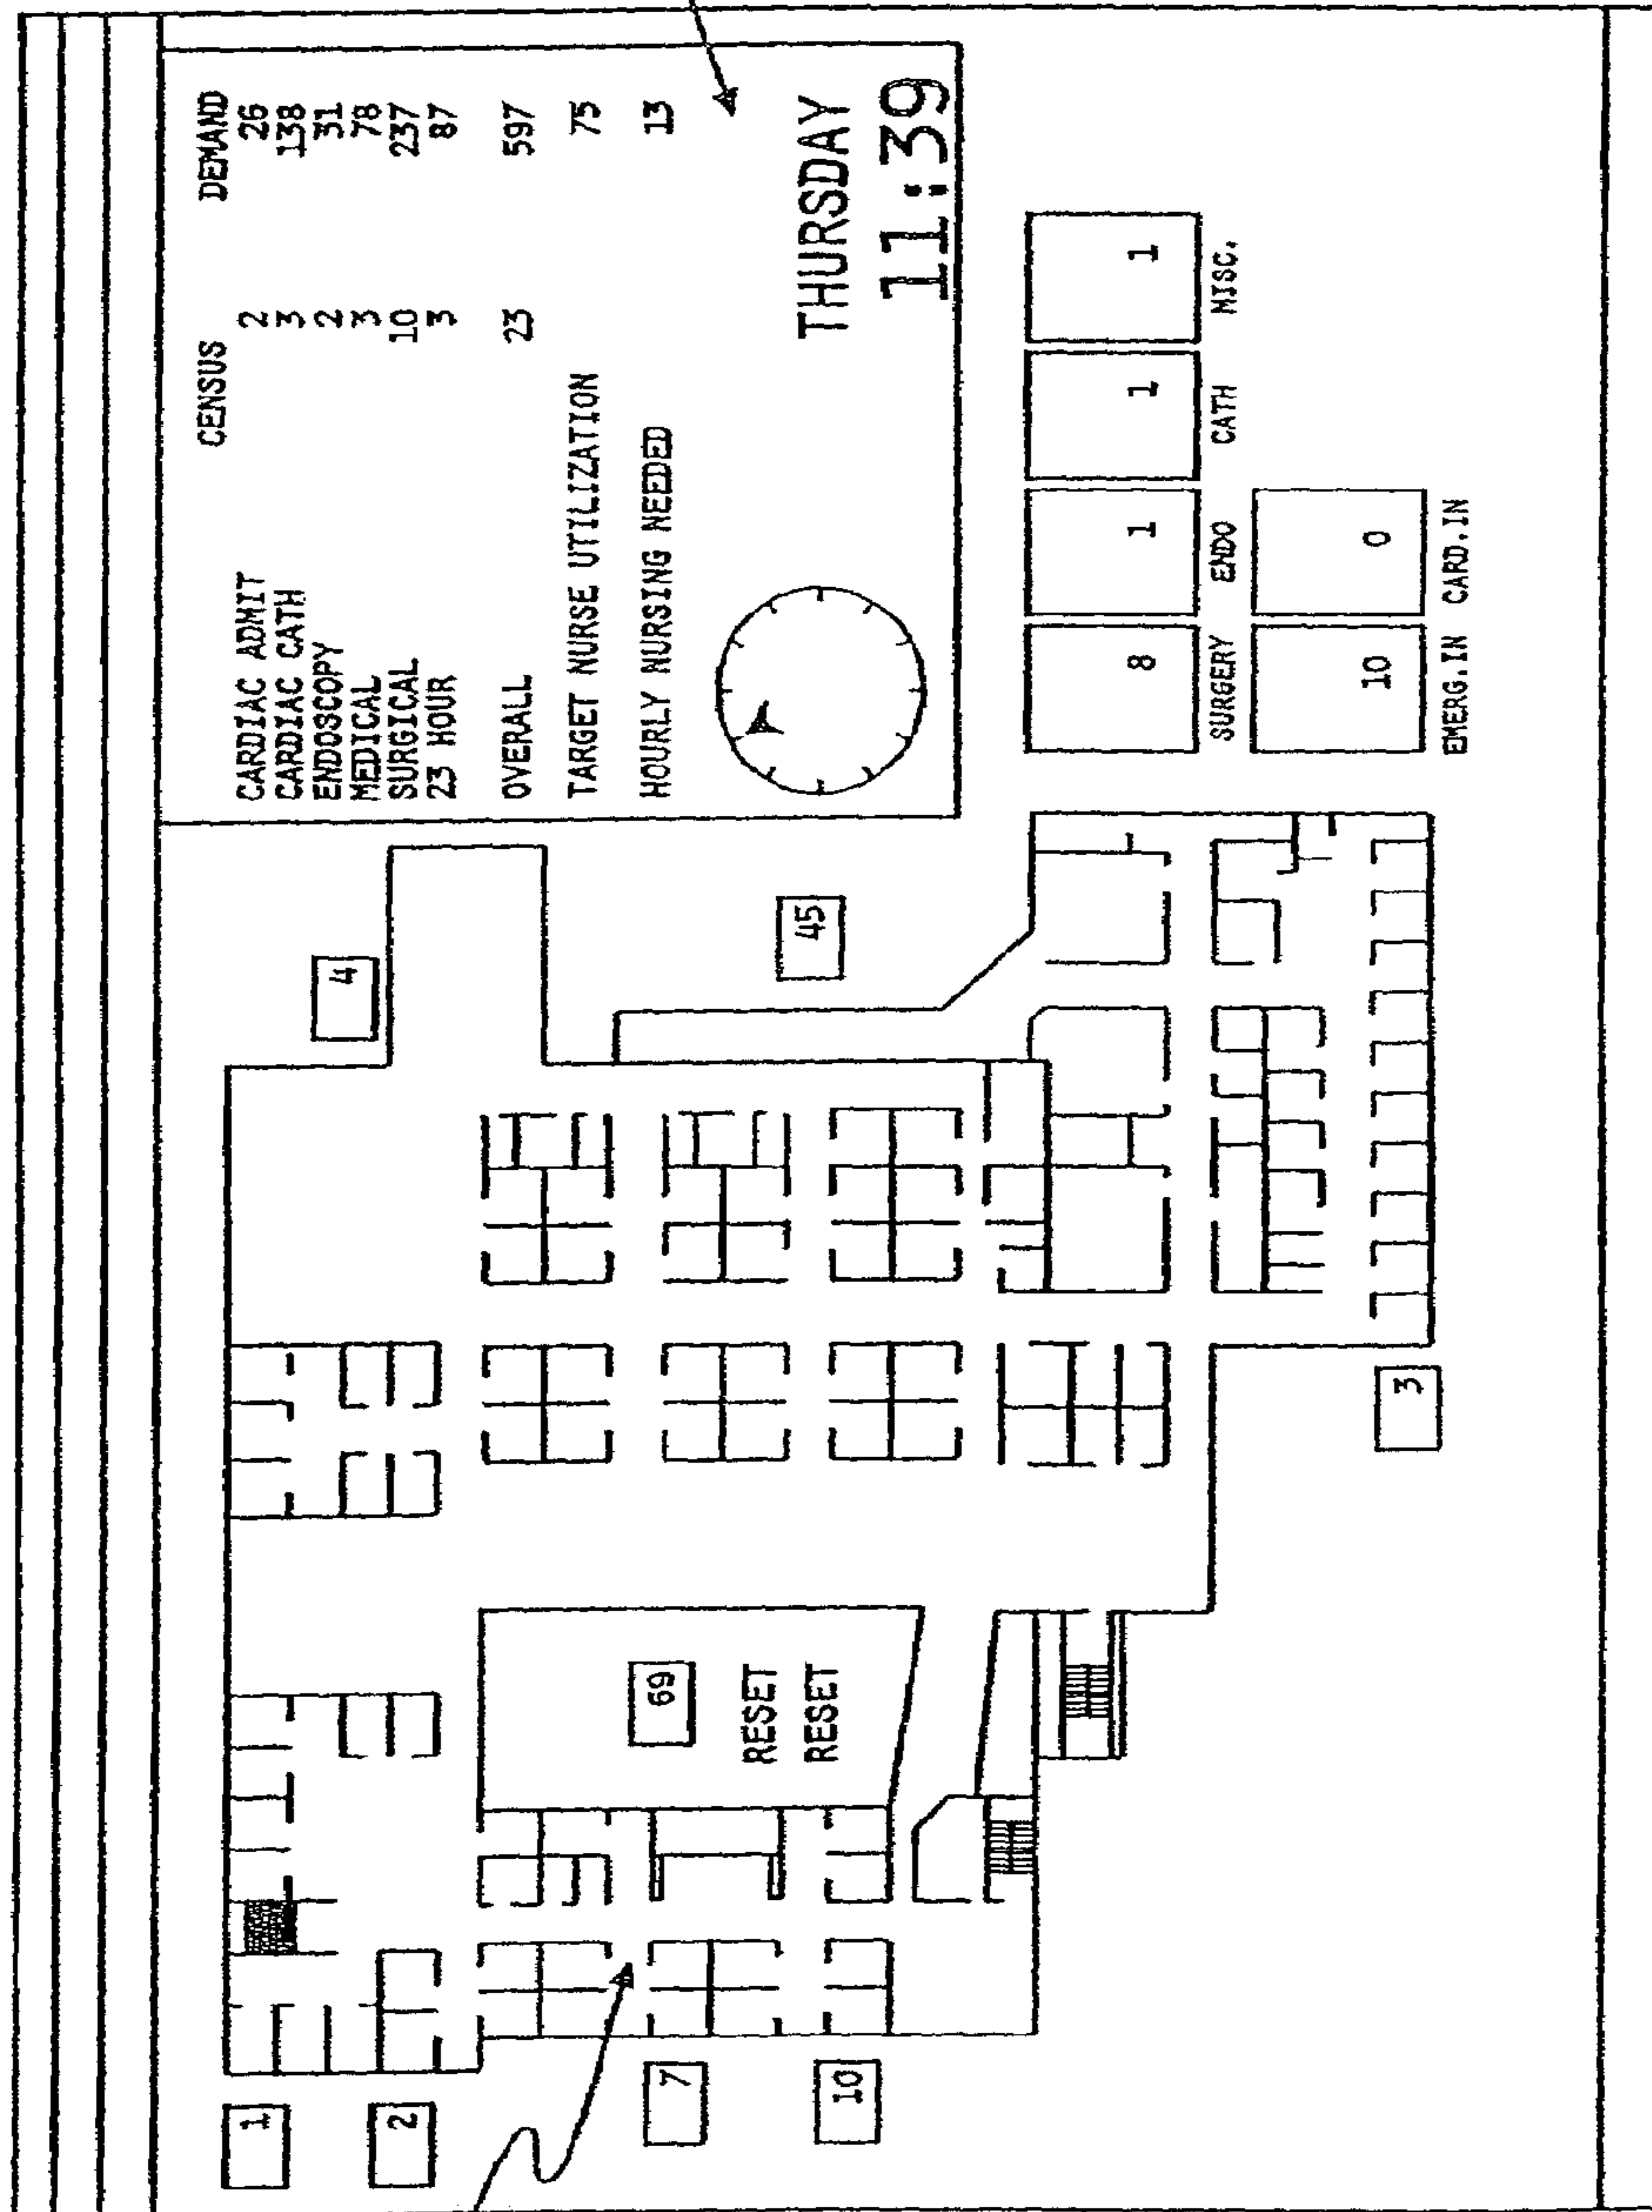 CENSUS DEMAND
CARDIAC ADMIT 2 26
CARDIAC CATH 3 138
ENDOSCOPY 2 31
MEDICAL 3 78
SURGICAL 10 237
23 HOUR 3 87
OVERALL 23 597
TARGET NURSE UTILIZATION 75
HOURLY NURSING NEEDED 13
THURSDAY
11:39
1
2
4
69
RESET
RESET
45
7
10
3
8 1 1 1
SURGERY ENDO CATH MISC.
10 0
EMERG.IN CARD.IN